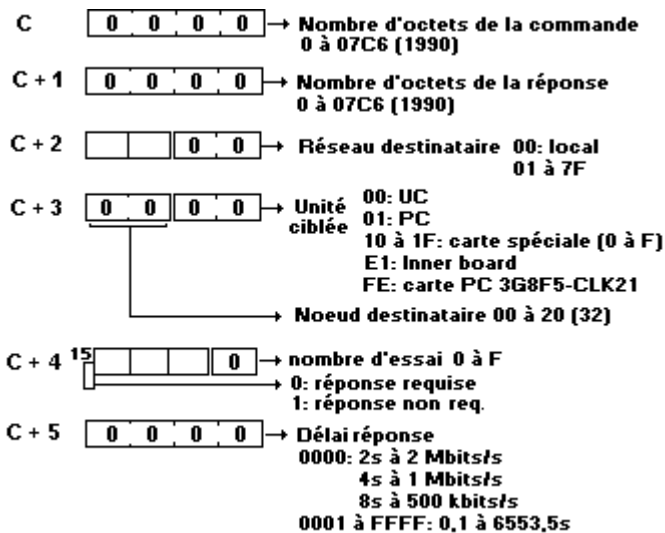 C 0 0 0 0 → Nombre d'octets de la commande
0 à 07C6 (1990)
C + 1 0 0 0 0 → Nombre d'octets de la réponse
0 à 07C6 (1990)
C + 2 0 0 → Réseau destinataire 00: local
01 à 7F
C + 3 0 0 0 0 → Unité 00: UC
ciblée 01: PC
10 à 1F: carte spéciale (0 à F)
E1: Inner board
FE: carte PC 3G8F5-CLK21
→ Noeud destinataire 00 à 20 (32)
C + 4 15 0 → nombre d'essai 0 à F
→ 0: réponse requise
1: réponse non req.
C + 5 0 0 0 0 → Délai réponse
0000: 2s à 2 Mbits/s
4s à 1 Mbits/s
8s à 500 kbits/s
0001 à FFFF: 0,1 à 6553,5s